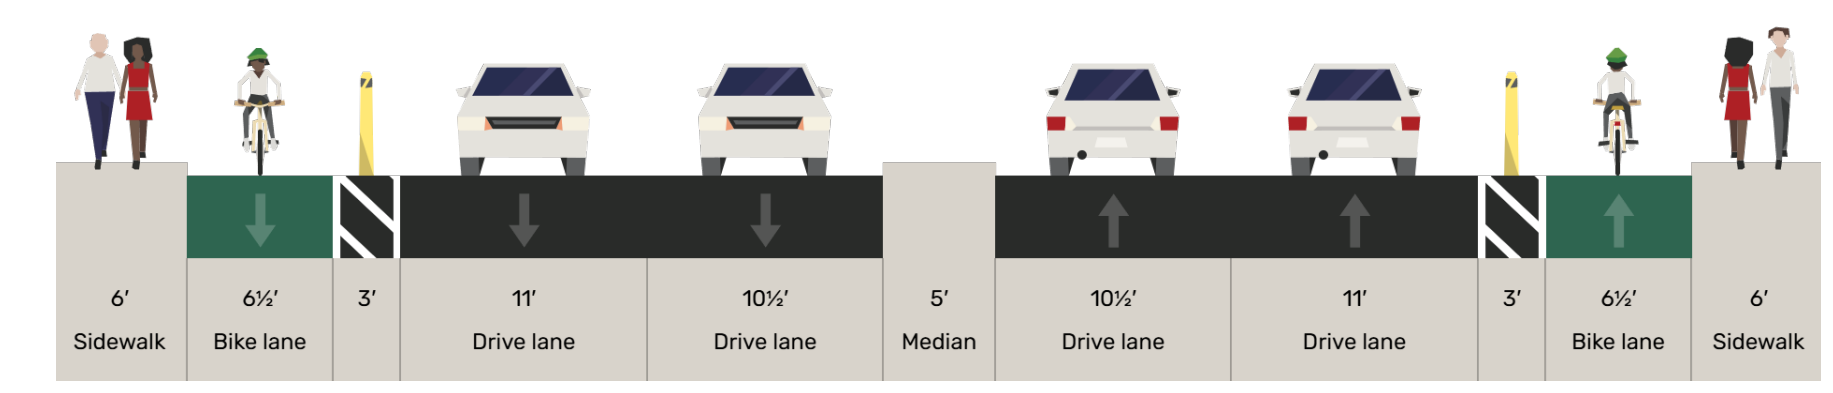 6′ 6½′ 3′ 11′ 10½′ 5′ 10½′ 11′ 3′ 6½′ 6′
Sidewalk Bike lane Drive lane Drive lane Median Drive lane Drive lane Bike lane Sidewalk